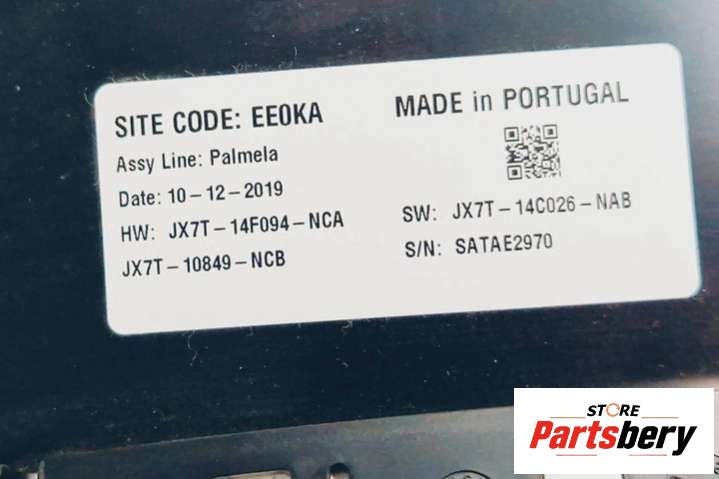 SITE CODE: EE0KA
MADE in PORTUGAL
Assy Line: Palmela
Date: 10-12-2019
HW: JX7T-14F094-NCA
SW: JX7T-14C026-NAB
JX7T-10849-NCB
S/N: SATAE2970
STORE
Partsbery